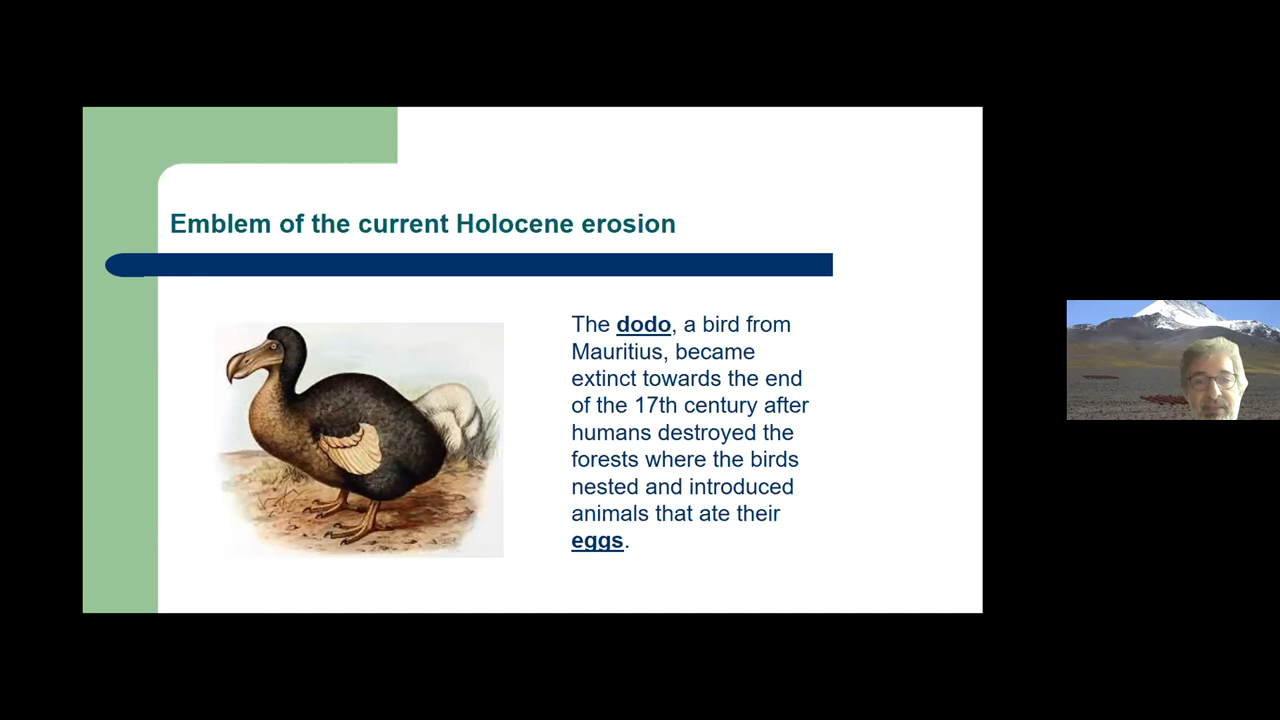 Emblem of the current Holocene erosion
The dodo, a bird from
Mauritius, became
extinct towards the end
of the 17th century after
humans destroyed the
forests where the birds
nested and introduced
animals that ate their
eggs.